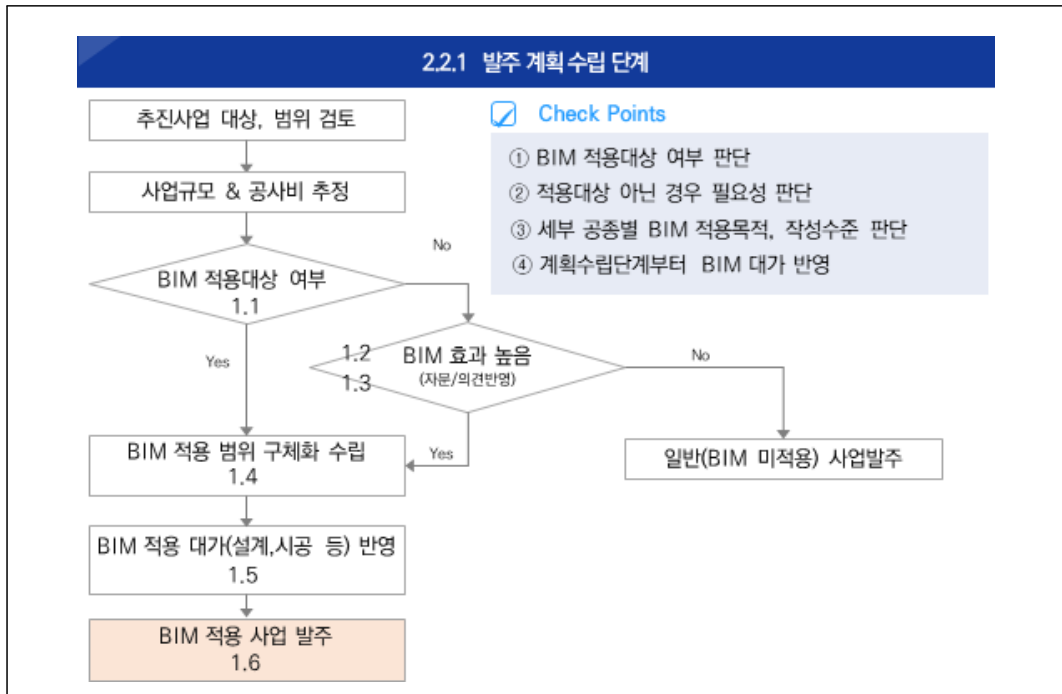 2.2.1 발주 계획 수립 단계
추진사업 대상, 범위 검토
Check Points
① BIM 적용대상 여부 판단
② 적용대상 아닌 경우 필요성 판단
③ 세부 공종별 BIM 적용목적, 작성수준 판단
④ 계획수립단계부터 BIM 대가 반영
사업규모 & 공사비 추정
No
BIM 적용대상 여부
1.1
Yes
1.2
1.3
BIM 효과 높음
(자문/의견반영)
No
Yes
BIM 적용 범위 구체화 수립
1.4
일반(BIM 미적용) 사업발주
BIM 적용 대가(설계,시공 등) 반영
1.5
BIM 적용 사업 발주
1.6